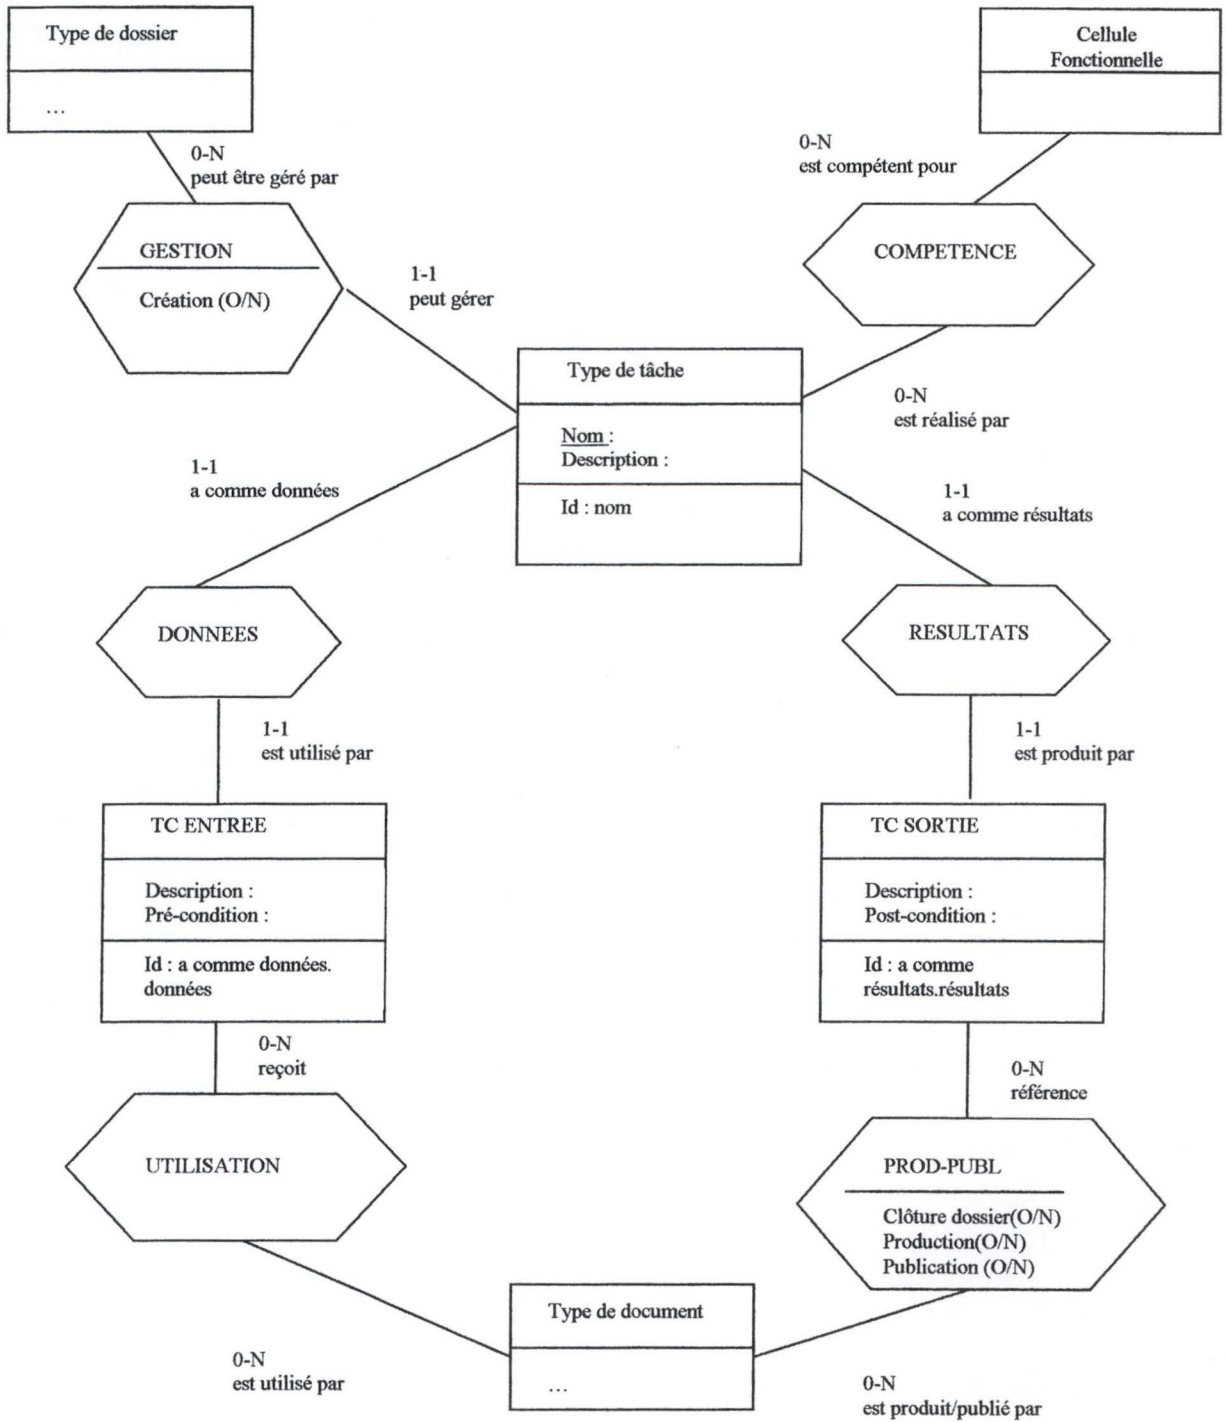 Type de dossier
...
Cellule
Fonctionnelle
0-N
peut être géré par
0-N
est compétent pour
GESTION
Création (O/N)
COMPETENCE
1-1
peut gérer
Type de tâche
Nom :
Description :
Id : nom
0-N
est réalisé par
1-1
a comme données
1-1
a comme résultats
DONNEES
RESULTATS
1-1
est utilisé par
1-1
est produit par
TC ENTREE
Description :
Pré-condition :
Id : a comme données.
données
TC SORTIE
Description :
Post-condition :
Id : a comme
résultats.résultats
0-N
reçoit
0-N
référence
UTILISATION
PROD-PUBL
Clôture dossier(O/N)
Production(O/N)
Publication (O/N)
Type de document
...
0-N
est utilisé par
0-N
est produit/publié par